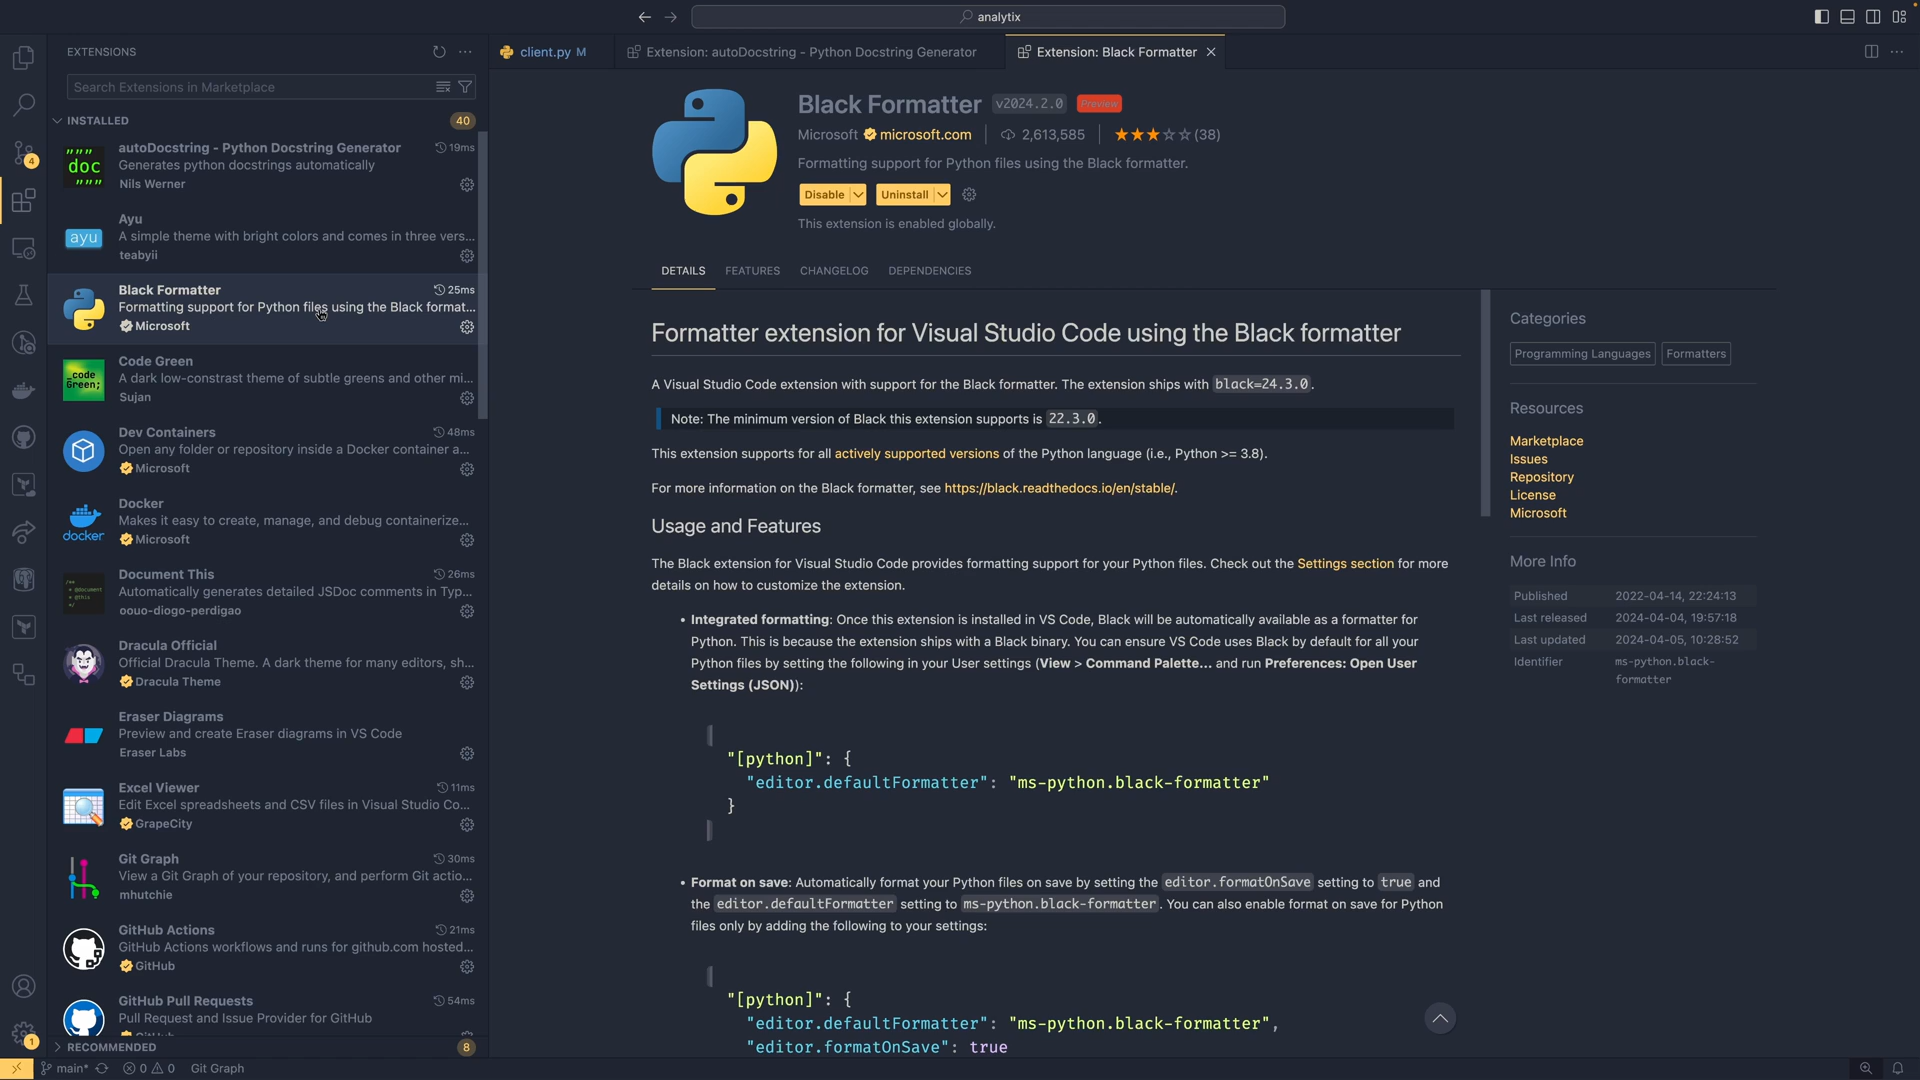 analytix
EXTENSIONS
Search Extensions in Marketplace
INSTALLED
40
autoDocstring - Python Docstring Generator
19ms
Generates python docstrings automatically
Nils Werner
"""
doc
"""
Ayu
A simple theme with bright colors and comes in three vers...
teabyii
ayu
Black Formatter
25ms
Formatting support for Python files using the Black format...
Microsoft
Code Green
A dark low-constrast theme of subtle greens and other mi...
Sujan
_code
Green;
Dev Containers
48ms
Open any folder or repository inside a Docker container a...
Microsoft
Docker
Makes it easy to create, manage, and debug containerize...
Microsoft
docker
Document This
26ms
Automatically generates detailed JSDoc comments in Typ...
oouo-diogo-perdigao
Dracula Official
Official Dracula Theme. A dark theme for many editors, sh...
Dracula Theme
Eraser Diagrams
Preview and create Eraser diagrams in VS Code
Eraser Labs
Excel Viewer
11ms
Edit Excel spreadsheets and CSV files in Visual Studio Co...
GrapeCity
Git Graph
30ms
View a Git Graph of your repository, and perform Git actio...
mhutchie
GitHub Actions
21ms
GitHub Actions workflows and runs for github.com hosted...
GitHub
GitHub Pull Requests
54ms
Pull Request and Issue Provider for GitHub
RECOMMENDED
8
4
1
main*
0
0
Git Graph
client.py M
Extension: autoDocstring - Python Docstring Generator
Extension: Black Formatter
Black Formatter
v2024.2.0
Preview
Microsoft
microsoft.com
2,613,585
(38)
Formatting support for Python files using the Black formatter.
Disable
Uninstall
This extension is enabled globally.
DETAILS
FEATURES
CHANGELOG
DEPENDENCIES
Formatter extension for Visual Studio Code using the Black formatter
A Visual Studio Code extension with support for the Black formatter. The extension ships with black=24.3.0.
Note: The minimum version of Black this extension supports is 22.3.0.
This extension supports for all actively supported versions of the Python language (i.e., Python >= 3.8).
For more information on the Black formatter, see https://black.readthedocs.io/en/stable/.
Usage and Features
The Black extension for Visual Studio Code provides formatting support for your Python files. Check out the Settings section for more
details on how to customize the extension.
• Integrated formatting: Once this extension is installed in VS Code, Black will be automatically available as a formatter for
Python. This is because the extension ships with a Black binary. You can ensure VS Code uses Black by default for all your
Python files by setting the following in your User settings (View > Command Palette... and run Preferences: Open User
Settings (JSON)):
"[python]": {
"editor.defaultFormatter": "ms-python.black-formatter"
}
• Format on save: Automatically format your Python files on save by setting the editor.formatOnSave setting to true and
the editor.defaultFormatter setting to ms-python.black-formatter. You can also enable format on save for Python
files only by adding the following to your settings:
"[python]": {
"editor.defaultFormatter": "ms-python.black-formatter",
"editor.formatOnSave": true
Categories
Programming Languages
Formatters
Resources
Marketplace
Issues
Repository
License
Microsoft
More Info
Published 2022-04-14, 22:24:13
Last released 2024-04-04, 19:57:18
Last updated 2024-04-05, 10:28:52
Identifier ms-python.black-
formatter